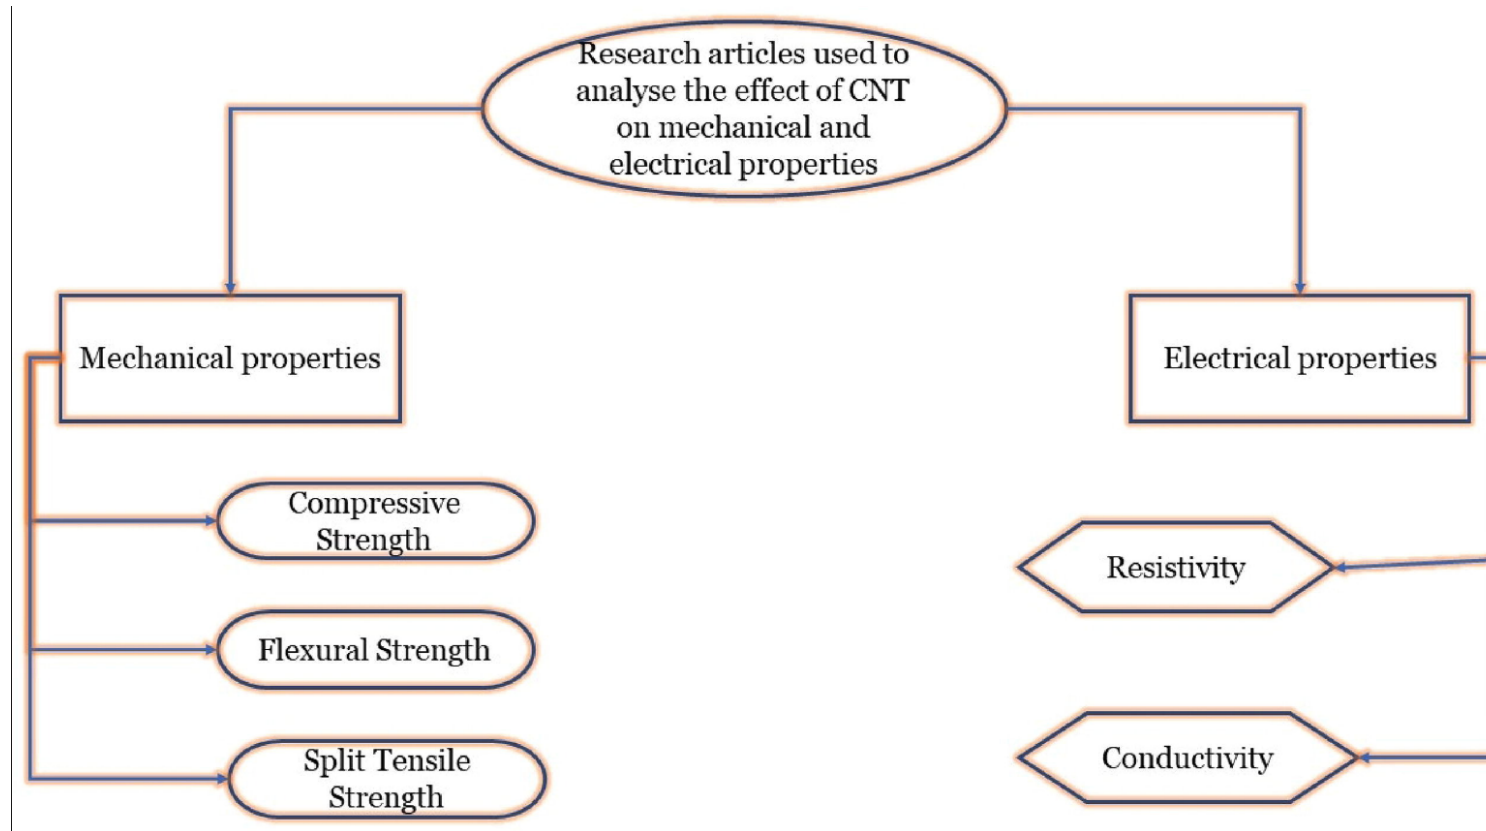 Research articles used to
analyse the effect of CNT
on mechanical and
electrical properties
Mechanical properties
Electrical properties
Compressive
Strength
Flexural Strength
Split Tensile
Strength
Resistivity
Conductivity